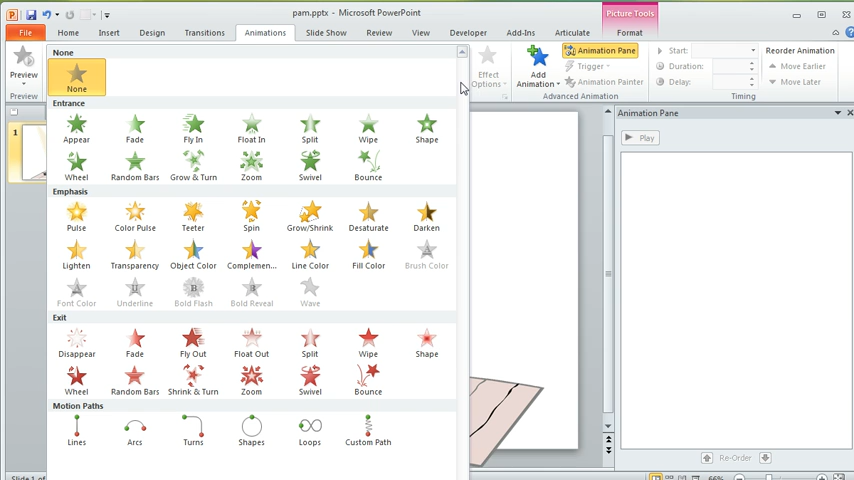 pam.pptx - Microsoft PowerPoint
Picture Tools
File Home Insert Design Transitions Animations Slide Show Review View Developer Add-Ins Articulate Format
Preview
Preview
None
None
Entrance
Appear Fade Fly In Float In Split Wipe Shape
Wheel Random Bars Grow & Turn Zoom Swivel Bounce
Emphasis
Pulse Color Pulse Teeter Spin Grow/Shrink Desaturate Darken
Lighten Transparency Object Color Complemen... Line Color Fill Color Brush Color
Font Color Underline Bold Flash Bold Reveal Wave
Exit
Disappear Fade Fly Out Float Out Split Wipe Shape
Wheel Random Bars Shrink & Turn Zoom Swivel Bounce
Motion Paths
Lines Arcs Turns Shapes Loops Custom Path
Effect Options
Add Animation
Animation Pane
Trigger
Animation Painter
Advanced Animation
Start:
Duration:
Delay:
Timing
Reorder Animation
Move Earlier
Move Later
1
Animation Pane
Play
Re-Order
Slide 1 of
66%